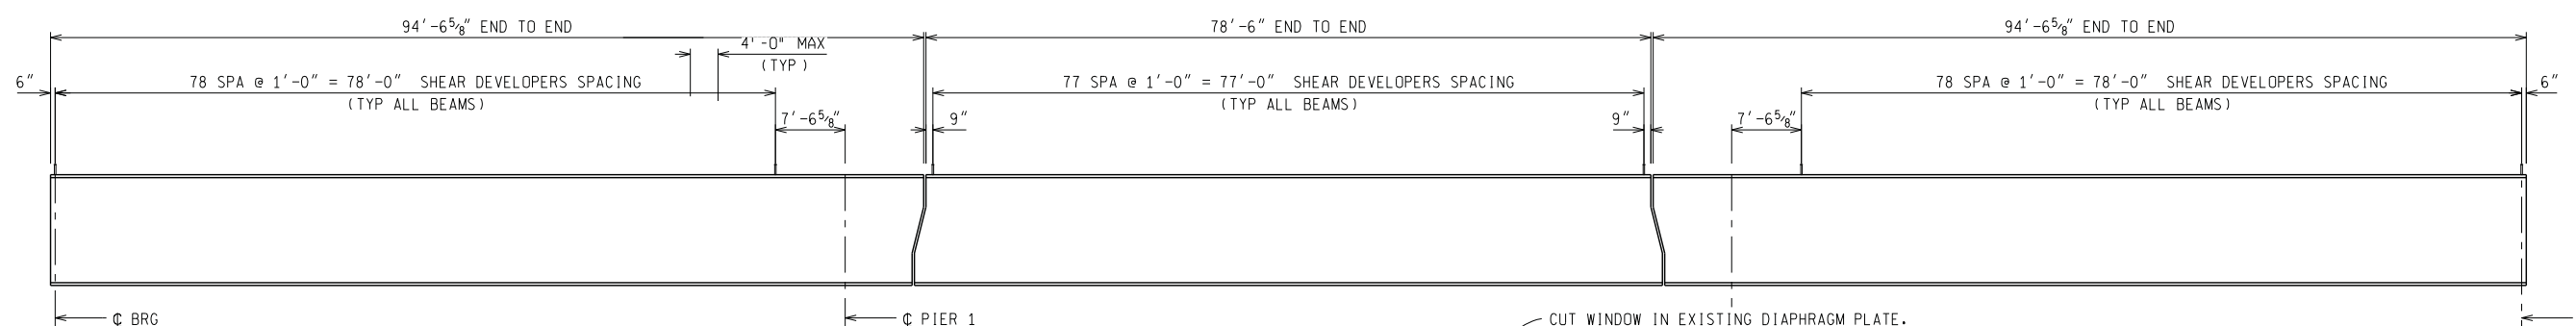 94'-6⅝" END TO END
78'-6" END TO END
94'-6⅝" END TO END
4'-0" MAX
(TYP)
6"
78 SPA @ 1'-0" = 78'-0" SHEAR DEVELOPERS SPACING
(TYP ALL BEAMS)
77 SPA @ 1'-0" = 77'-0" SHEAR DEVELOPERS SPACING
(TYP ALL BEAMS)
78 SPA @ 1'-0" = 78'-0" SHEAR DEVELOPERS SPACING
(TYP ALL BEAMS)
6"
7'-6⅝"
9"
9"
7'-6⅝"
℄ BRG
℄ PIER 1
CUT WINDOW IN EXISTING DIAPHRAGM PLATE.